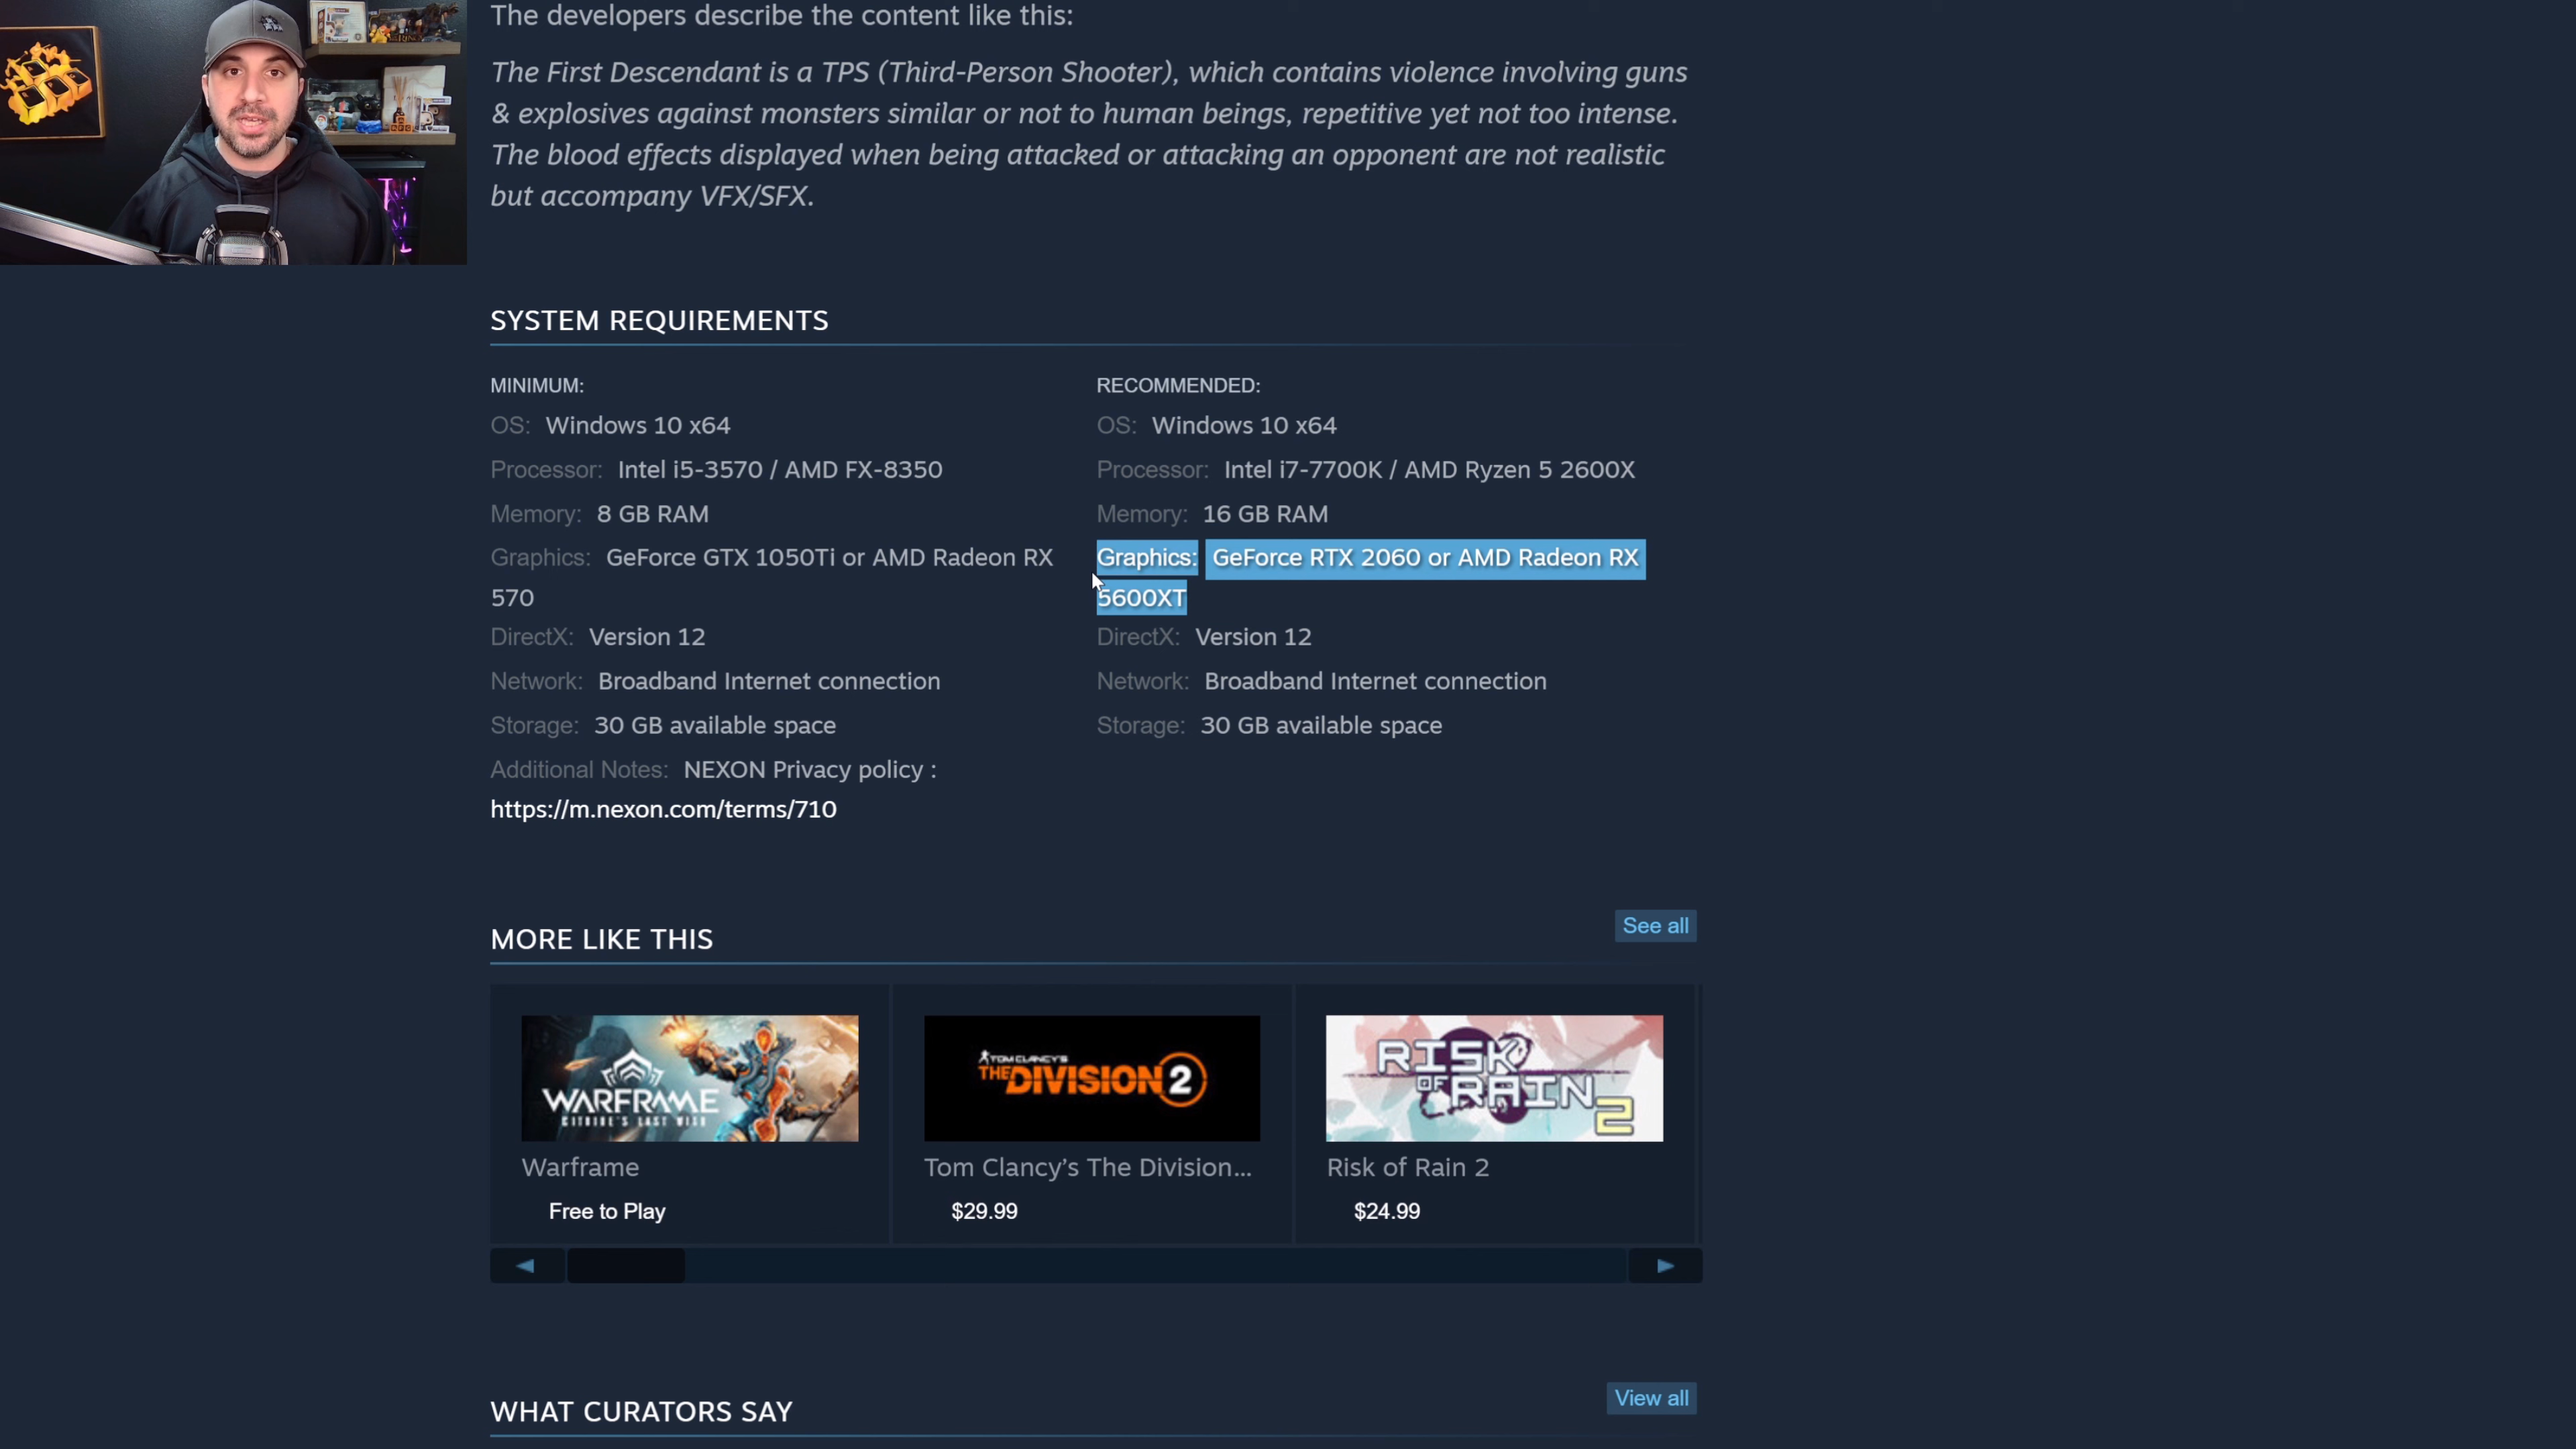 The developers describe the content like this:
The First Descendant is a TPS (Third-Person Shooter), which contains violence involving guns
& explosives against monsters similar or not to human beings, repetitive yet not too intense.
The blood effects displayed when being attacked or attacking an opponent are not realistic
but accompany VFX/SFX.
SYSTEM REQUIREMENTS
MINIMUM:
OS: Windows 10 x64
Processor: Intel i5-3570 / AMD FX-8350
Memory: 8 GB RAM
Graphics: GeForce GTX 1050Ti or AMD Radeon RX
570
DirectX: Version 12
Network: Broadband Internet connection
Storage: 30 GB available space
Additional Notes: NEXON Privacy policy :
https://m.nexon.com/terms/710
RECOMMENDED:
OS: Windows 10 x64
Processor: Intel i7-7700K / AMD Ryzen 5 2600X
Memory: 16 GB RAM
Graphics: GeForce RTX 2060 or AMD Radeon RX
5600XT
DirectX: Version 12
Network: Broadband Internet connection
Storage: 30 GB available space
MORE LIKE THIS
See all
WARFRAME
CITRINE'S LAST WISH
Warframe
Free to Play
TOM CLANCY'S
THE DIVISION 2
Tom Clancy's The Division...
$29.99
RISK
OF RAIN
2
Risk of Rain 2
$24.99
WHAT CURATORS SAY
View all